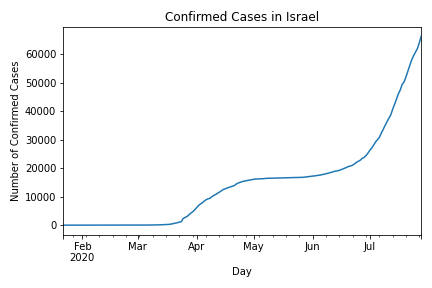 Confirmed Cases in Israel
Number of Confirmed Cases
60000
50000
40000
30000
20000
10000
0
Feb Mar Apr May Jun Jul
2020
Day